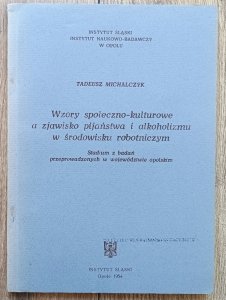 INSTYTUT ŚLĄSKI
INSTYTUT NAUKOWO-BADAWCZY
W OPOLU
TADEUSZ MICHALCZYK
Wzory społeczno-kulturowe
a zjawisko pijaństwa i alkoholizmu
w środowisku robotniczym
Studium z badań
przeprowadzonych w województwie opolskim
INSTYTUT ŚLĄSKI
Opole 1984